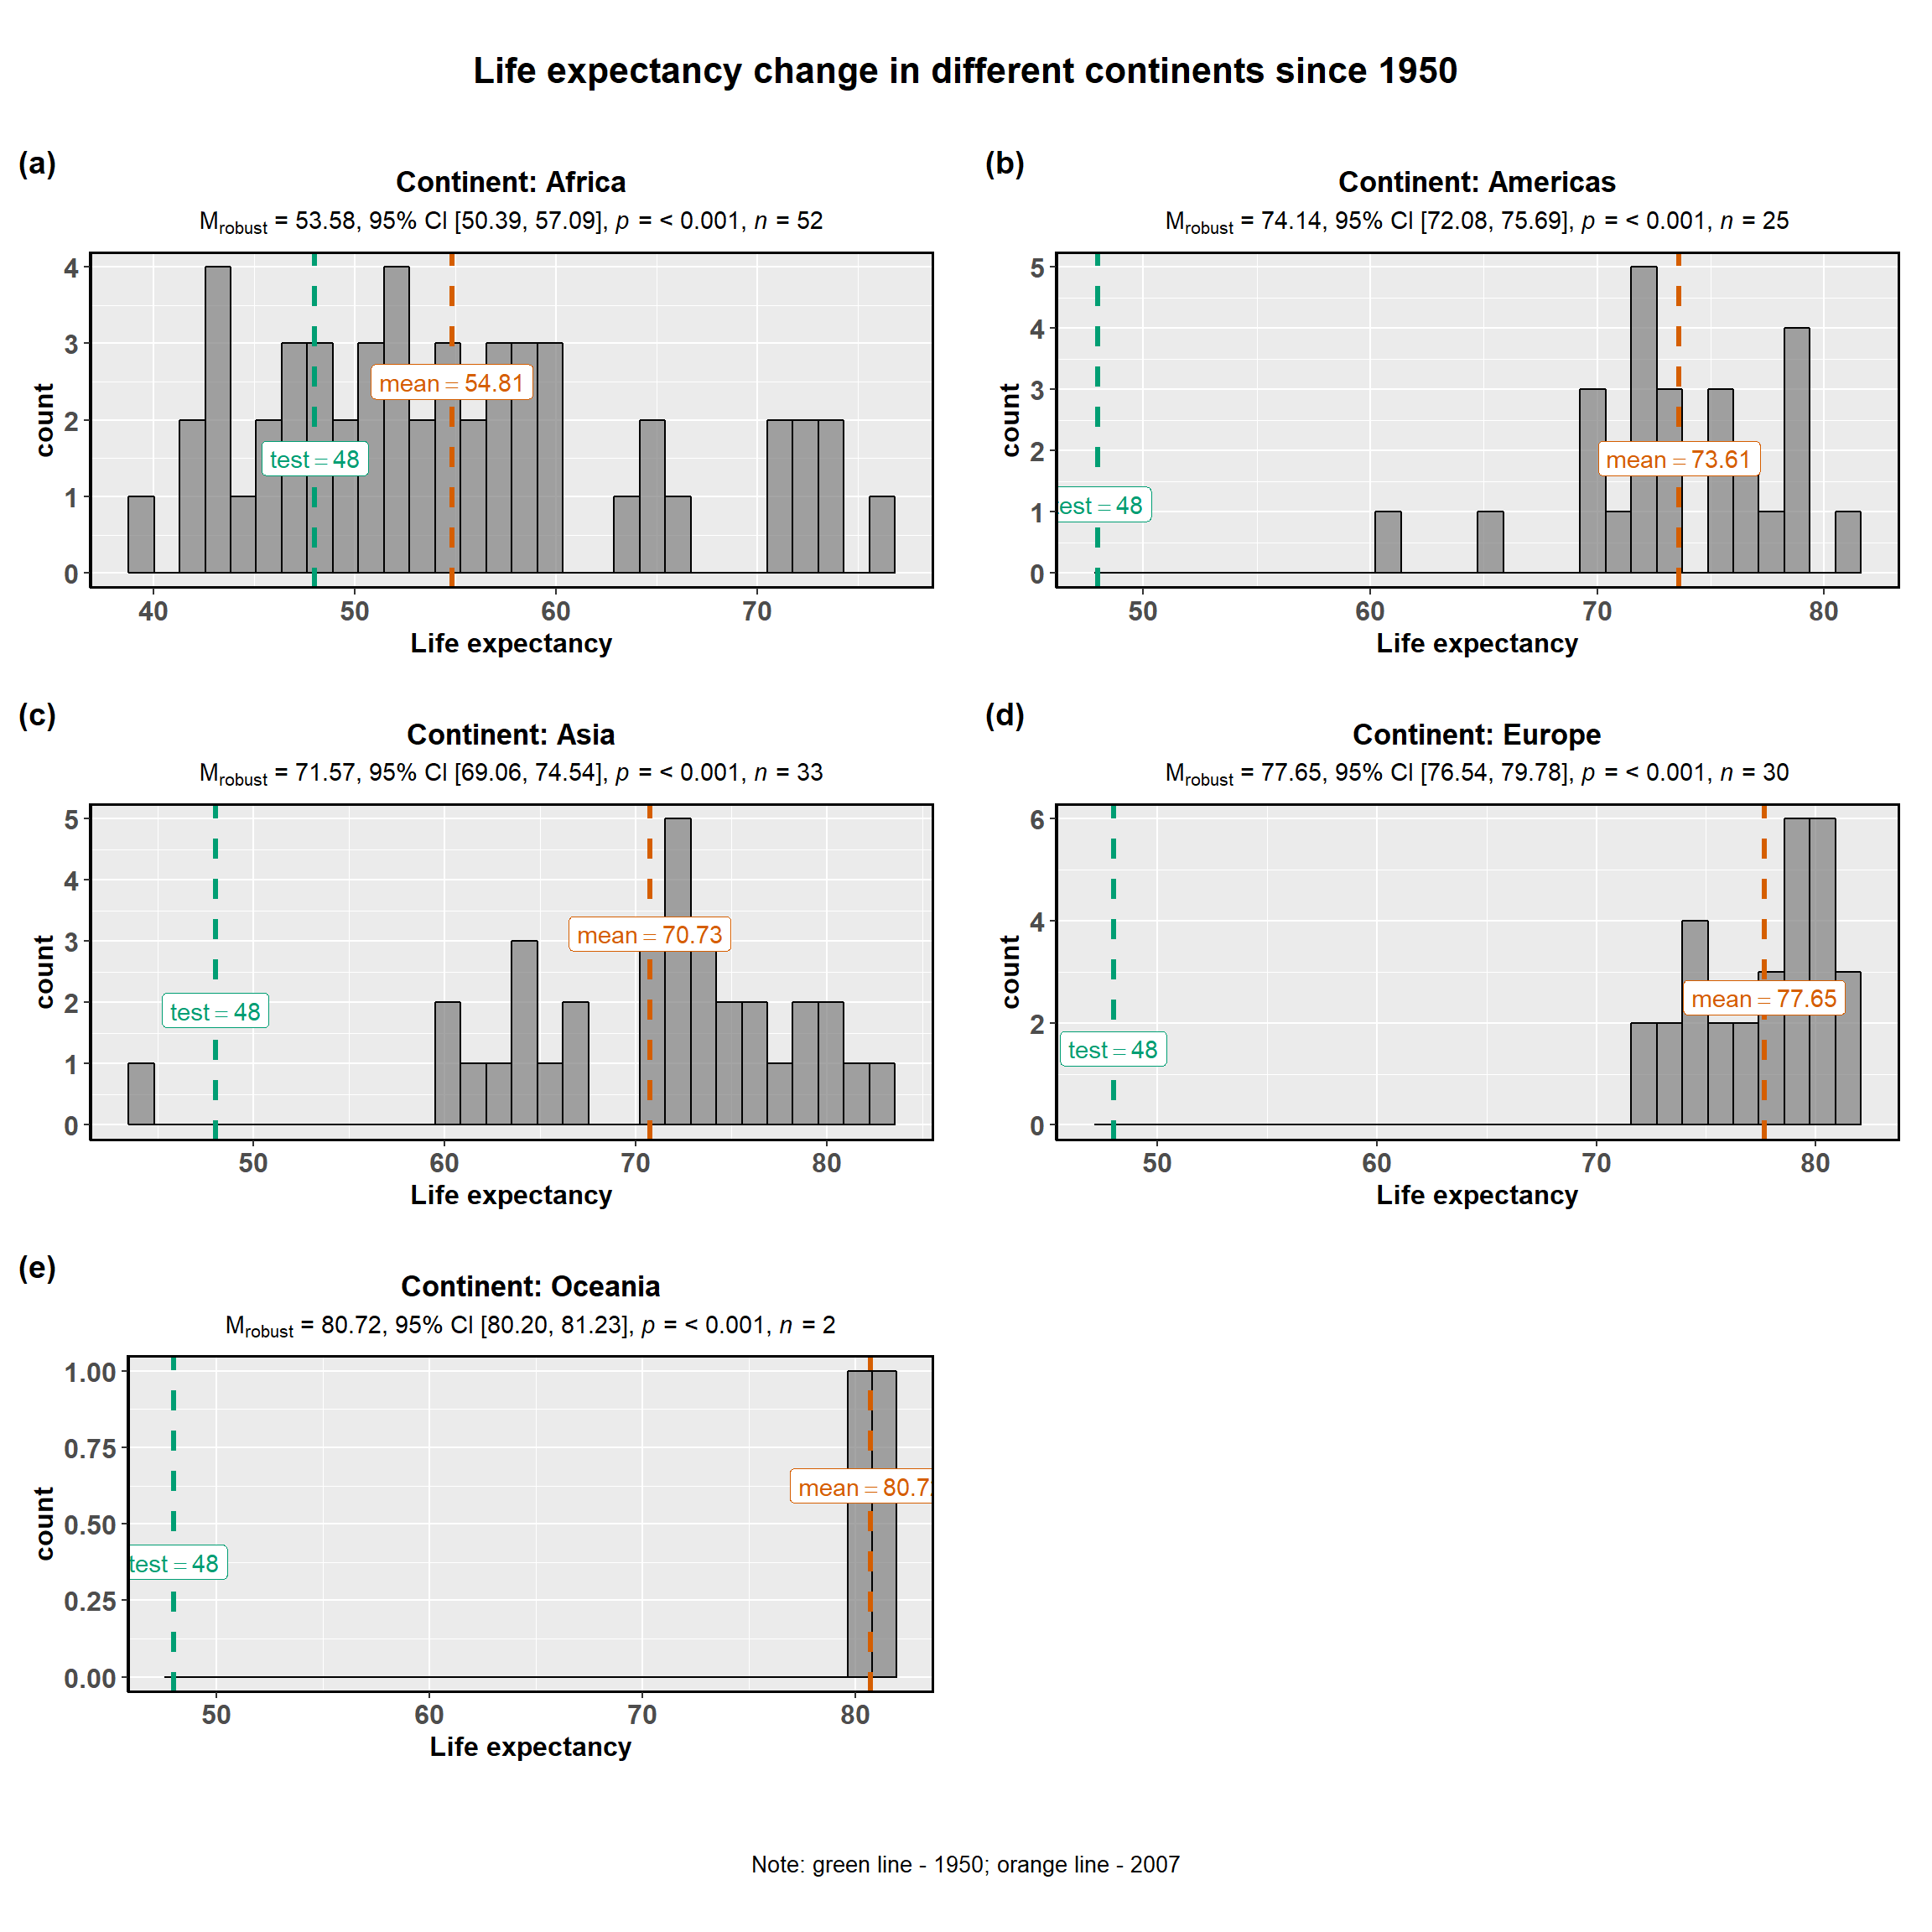 Life expectancy change in different continents since 1950
(a)
Continent: Africa
Mrobust = 53.58, 95% CI [50.39, 57.09], p = < 0.001, n = 52
count
4
3
2
1
0
mean = 54.81
test = 48
40 50 60 70
Life expectancy
(b)
Continent: Americas
Mrobust = 74.14, 95% CI [72.08, 75.69], p = < 0.001, n = 25
count
5
4
3
2
1
0
mean = 73.61
est = 48
50 60 70 80
Life expectancy
(c)
Continent: Asia
Mrobust = 71.57, 95% CI [69.06, 74.54], p = < 0.001, n = 33
count
5
4
3
2
1
0
mean = 70.73
test = 48
50 60 70 80
Life expectancy
(d)
Continent: Europe
Mrobust = 77.65, 95% CI [76.54, 79.78], p = < 0.001, n = 30
count
6
4
2
0
mean = 77.65
test = 48
50 60 70 80
Life expectancy
(e)
Continent: Oceania
Mrobust = 80.72, 95% CI [80.20, 81.23], p = < 0.001, n = 2
count
1.00
0.75
0.50
0.25
0.00
mean = 80.7
test = 48
50 60 70 80
Life expectancy
Note: green line - 1950; orange line - 2007